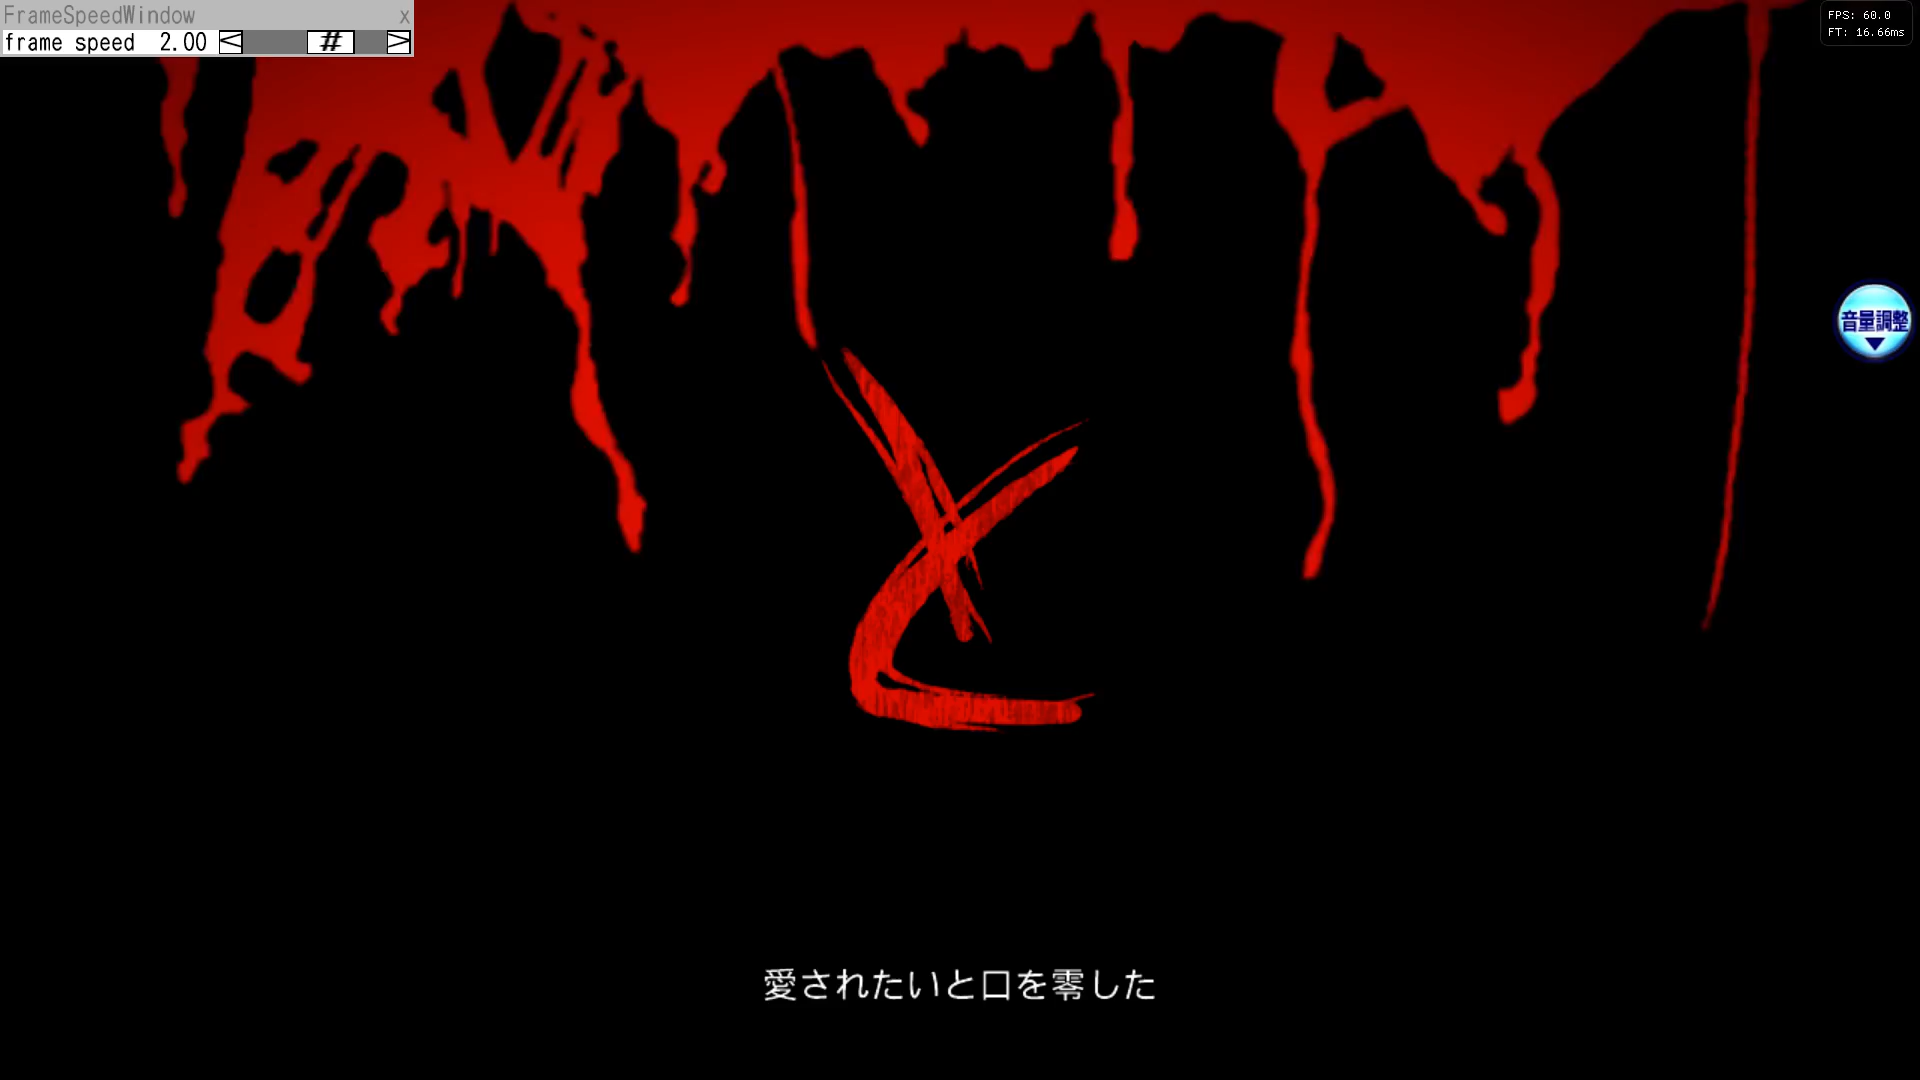 FrameSpeedWindow x
frame speed 2.00 < # >
FPS: 60.0
FT: 16.66ms
音量調整
と
愛されたいと口を零した